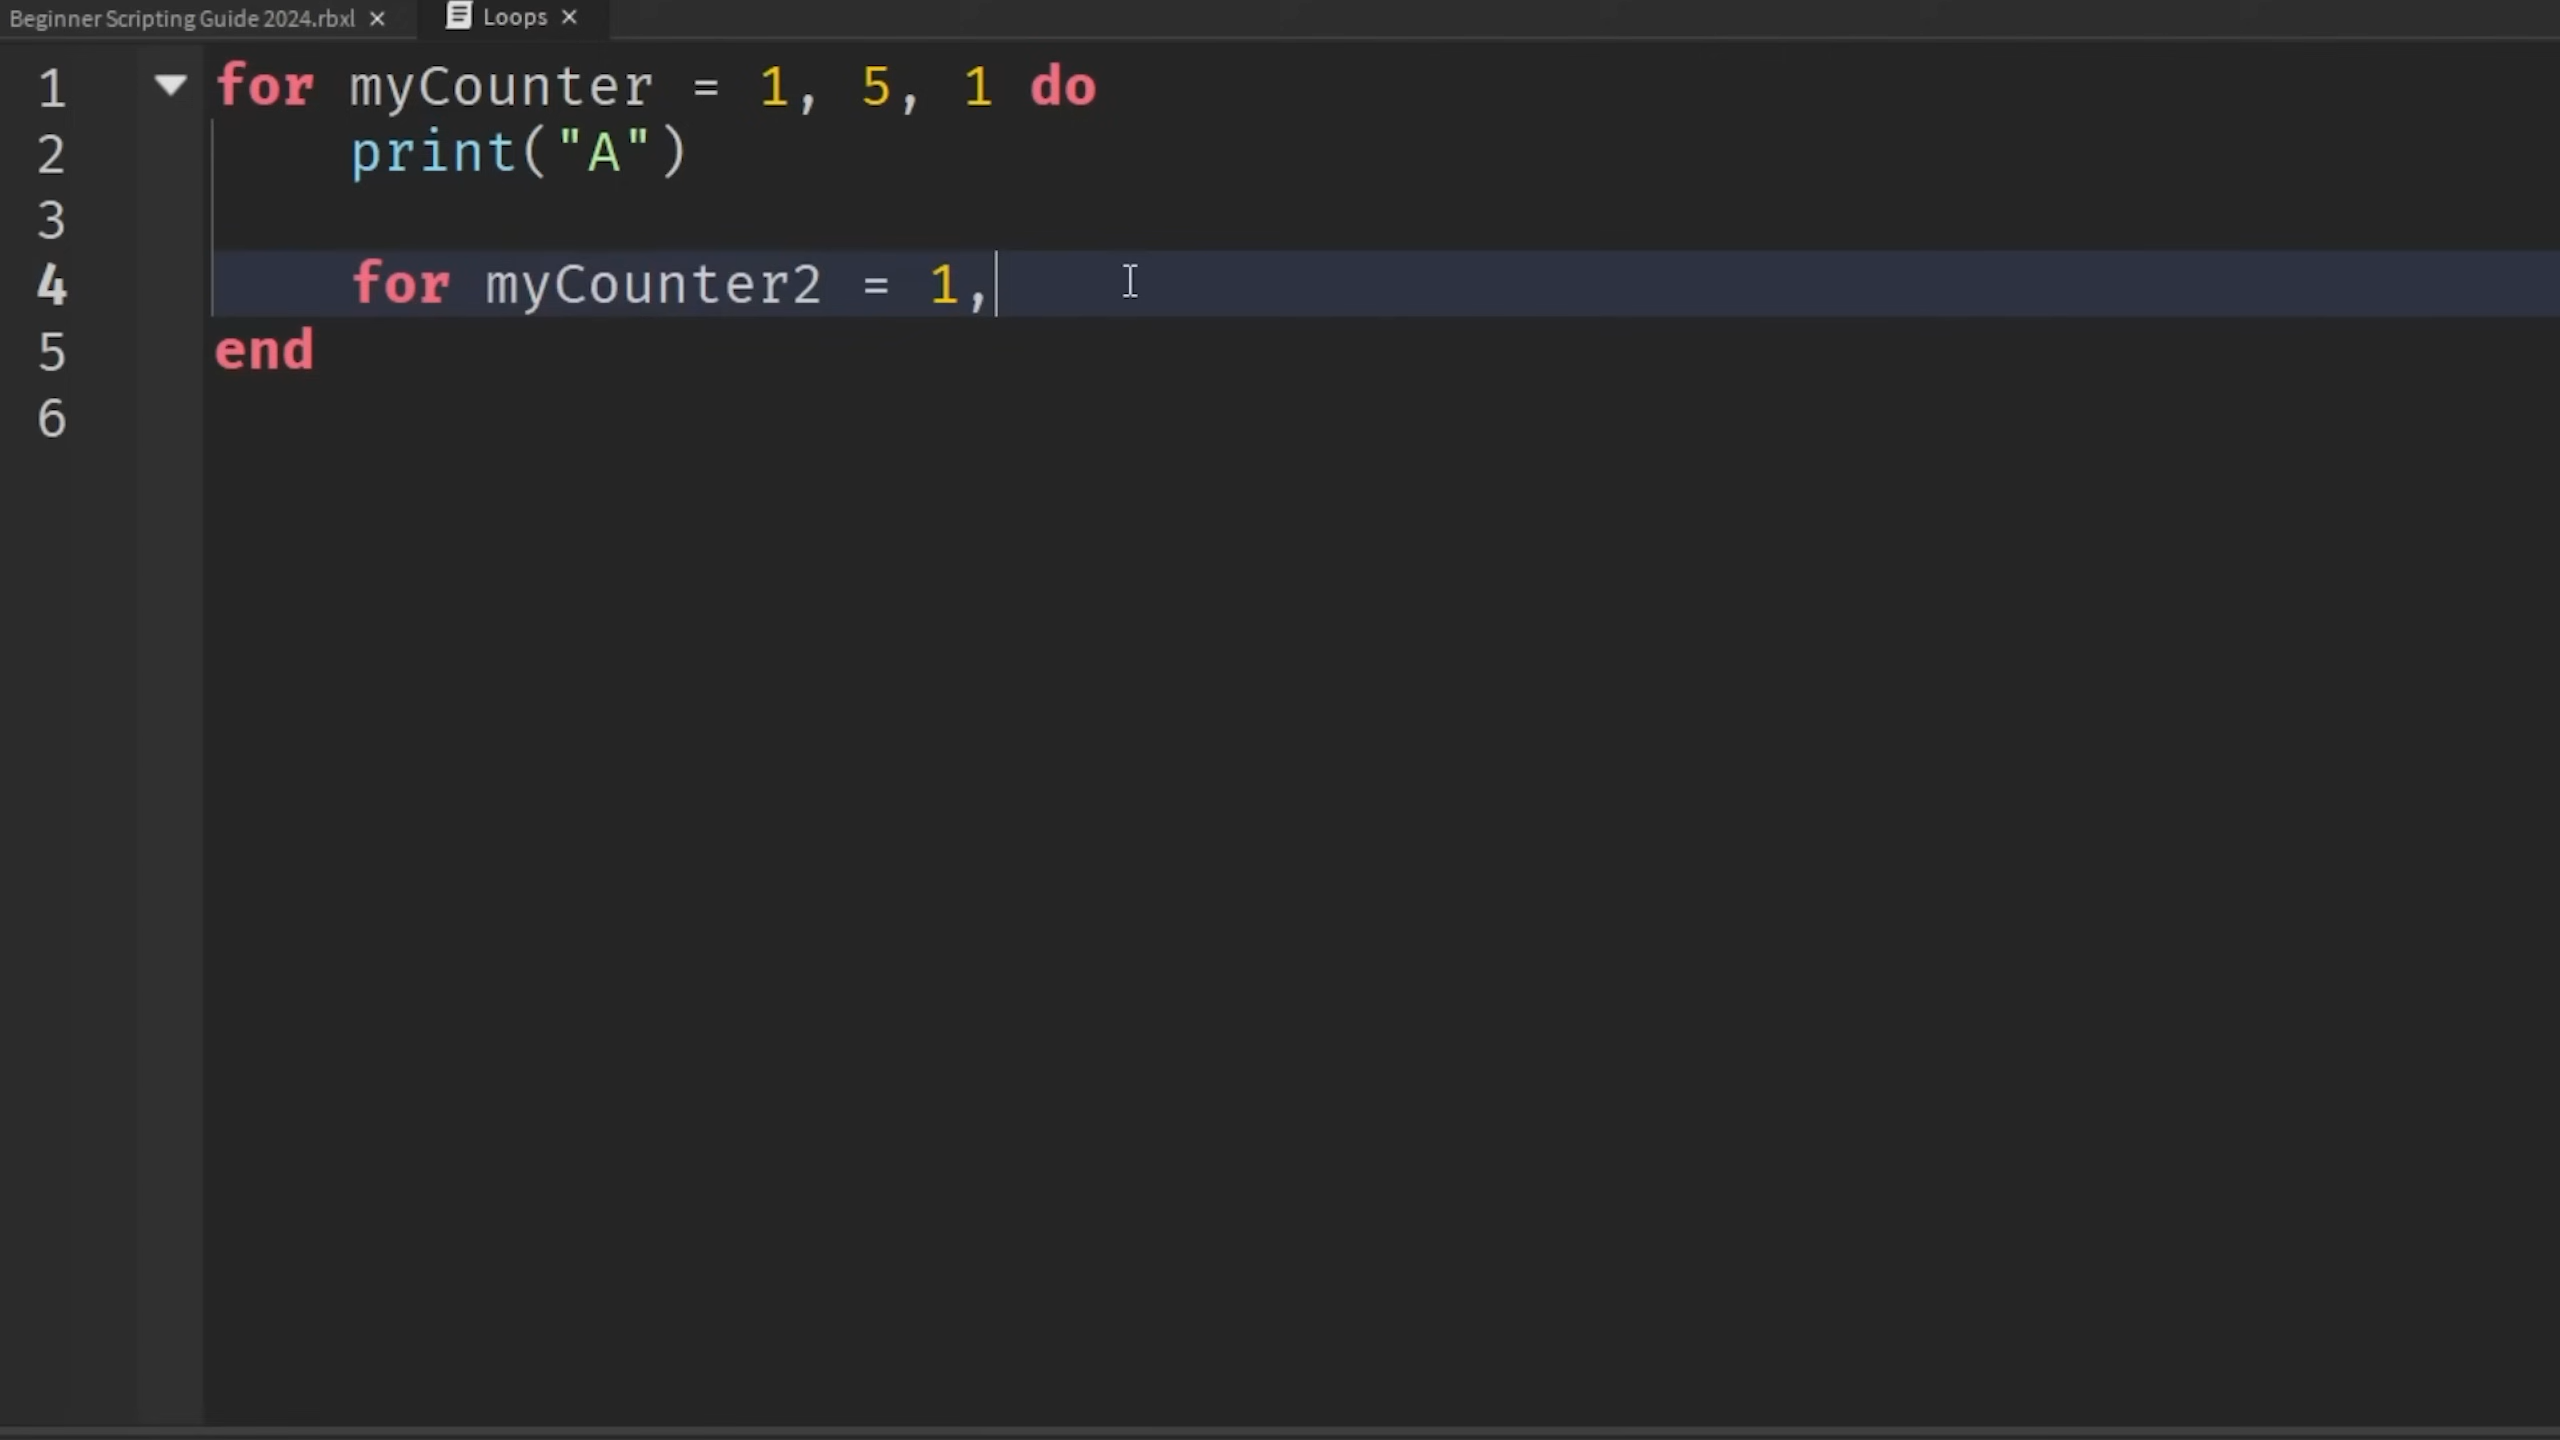 Beginner Scripting Guide 2024.rbxl × Loops ×
1 for myCounter = 1, 5, 1 do
2 print("A")
3
4 for myCounter2 = 1,
5 end
6